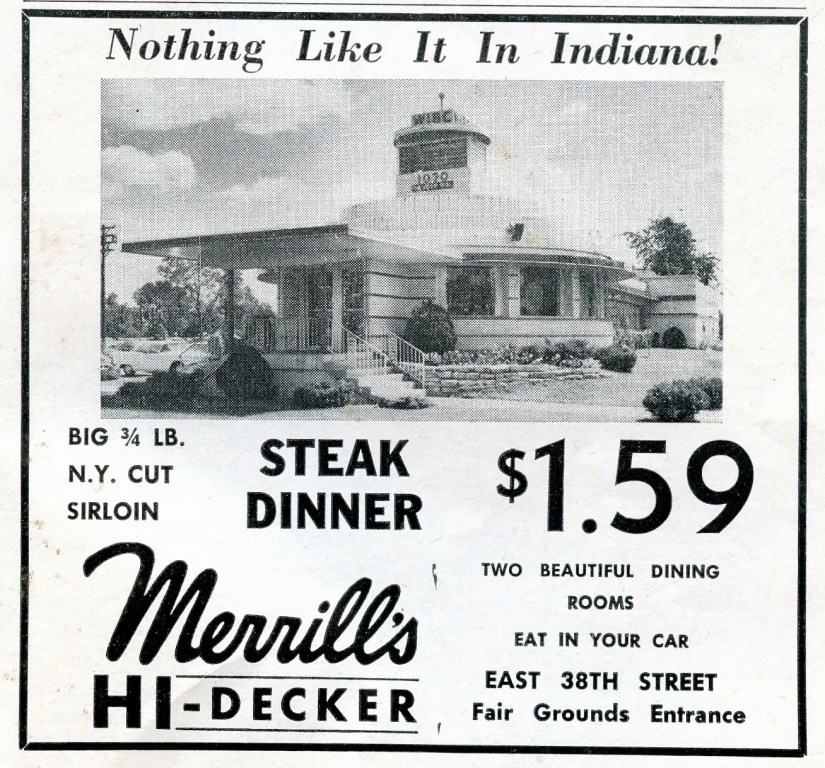 Nothing Like It In Indiana!
WIBC
1070
BIG ¾ LB.
N.Y. CUT
SIRLOIN
STEAK
DINNER
$1.59
Merrill's
HI-DECKER
TWO BEAUTIFUL DINING
ROOMS
EAT IN YOUR CAR
EAST 38TH STREET
Fair Grounds Entrance